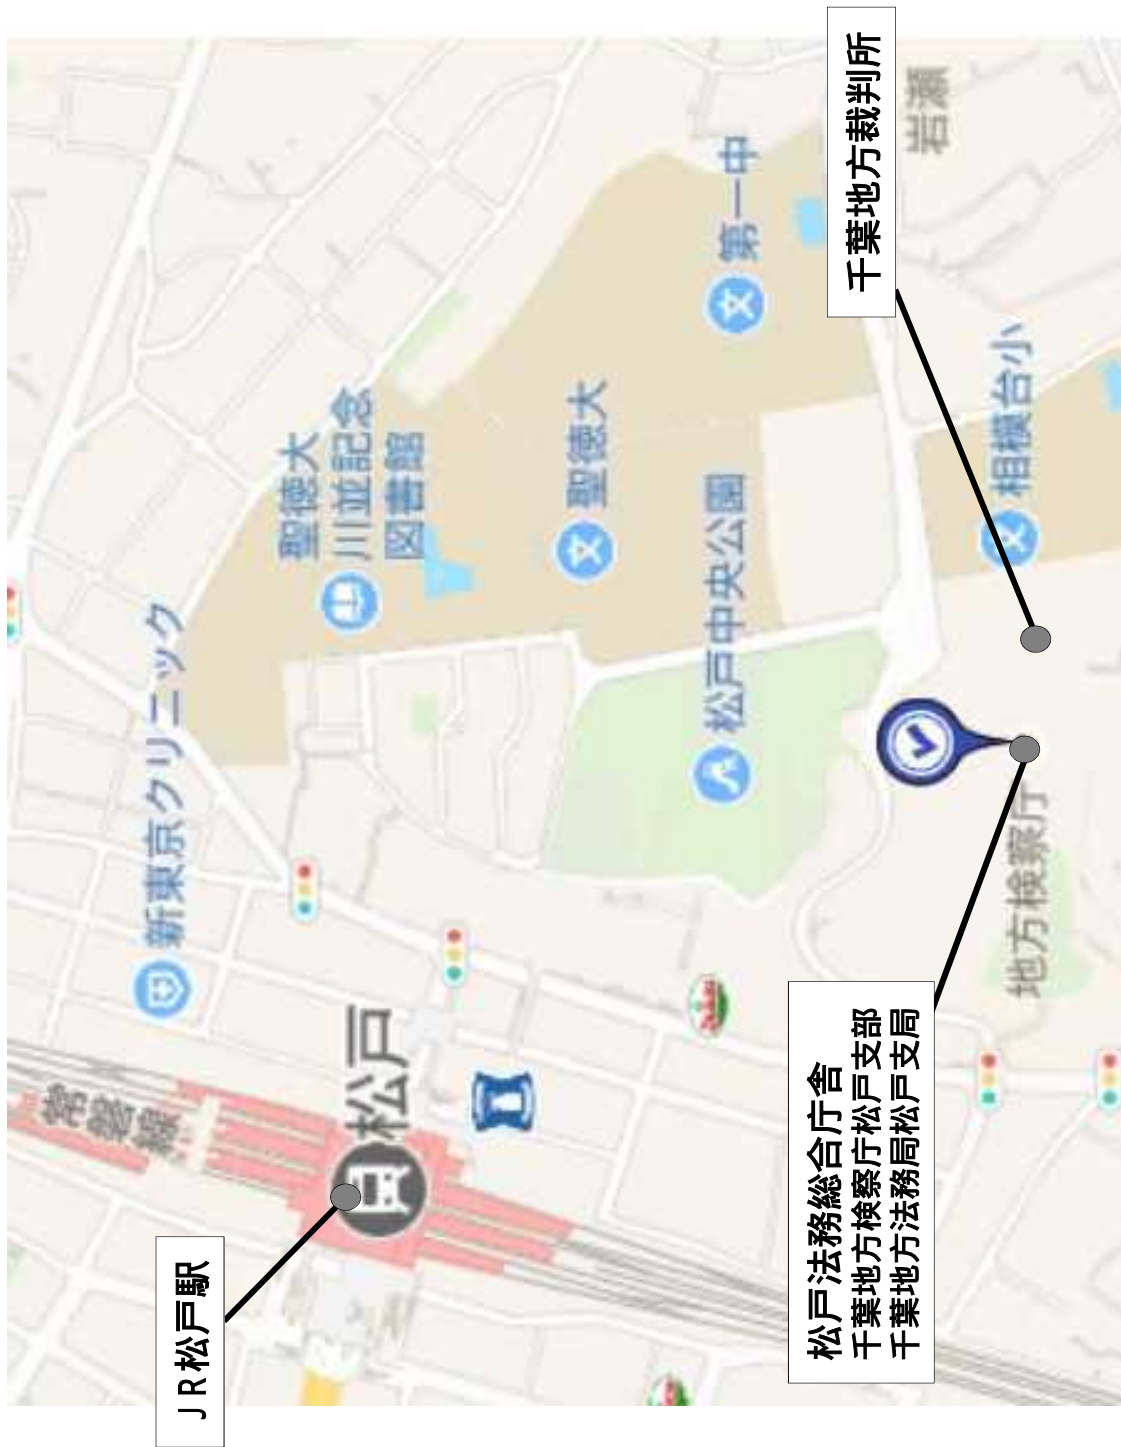 ＪＲ松戸駅
常磐線
松戸
新東京クリニック
聖徳大
川並記念
図書館
聖徳大
松戸中央公園
第一中
千葉地方裁判所
岩瀬
相模台小
地方検察庁
松戸法務総合庁舎
千葉地方検察庁松戸支部
千葉地方法務局松戸支局